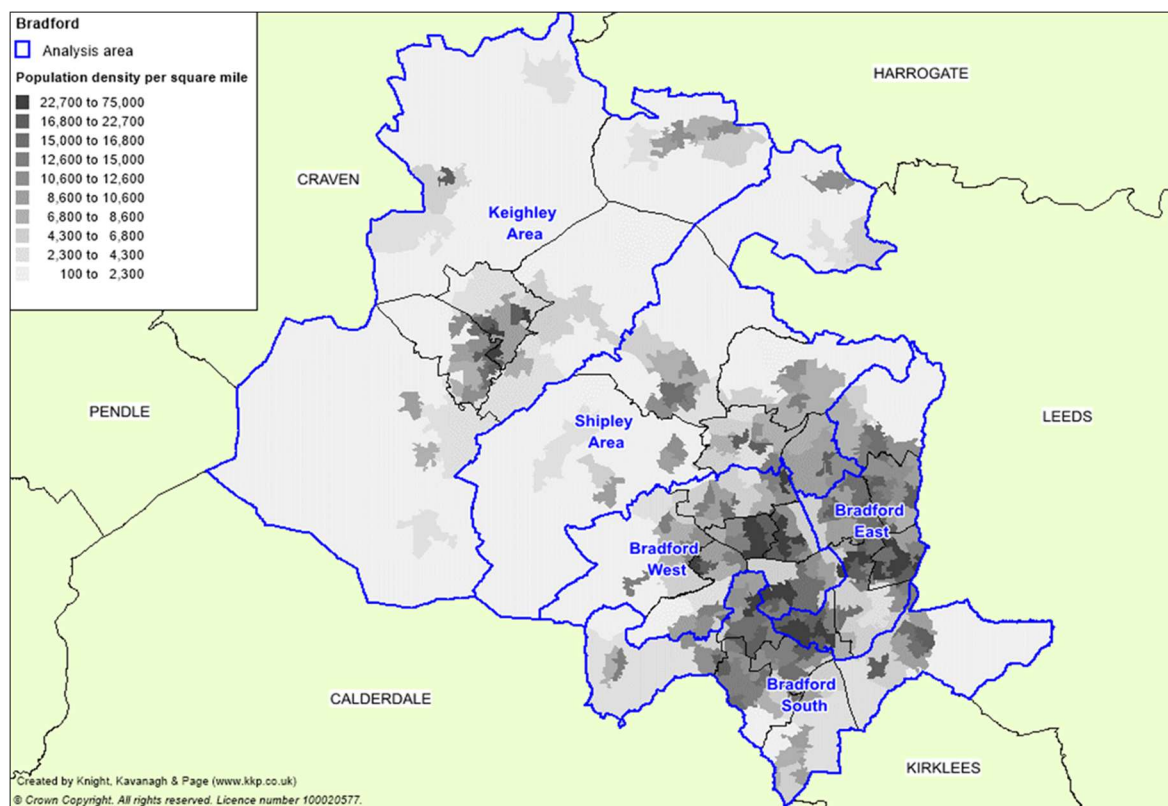 Bradford
Analysis area
Population density per square mile
22,700 to 75,000
16,800 to 22,700
15,000 to 16,800
12,600 to 15,000
10,600 to 12,600
8,600 to 10,600
6,800 to 8,600
4,300 to 6,800
2,300 to 4,300
100 to 2,300
HARROGATE
CRAVEN
Keighley
Area
PENDLE
LEEDS
Shipley
Area
Bradford
East
Bradford
West
Bradford
South
CALDERDALE
KIRKLEES
Created by Knight, Kavanagh & Page (www.kkp.co.uk)
© Crown Copyright. All rights reserved. Licence number 100020577.